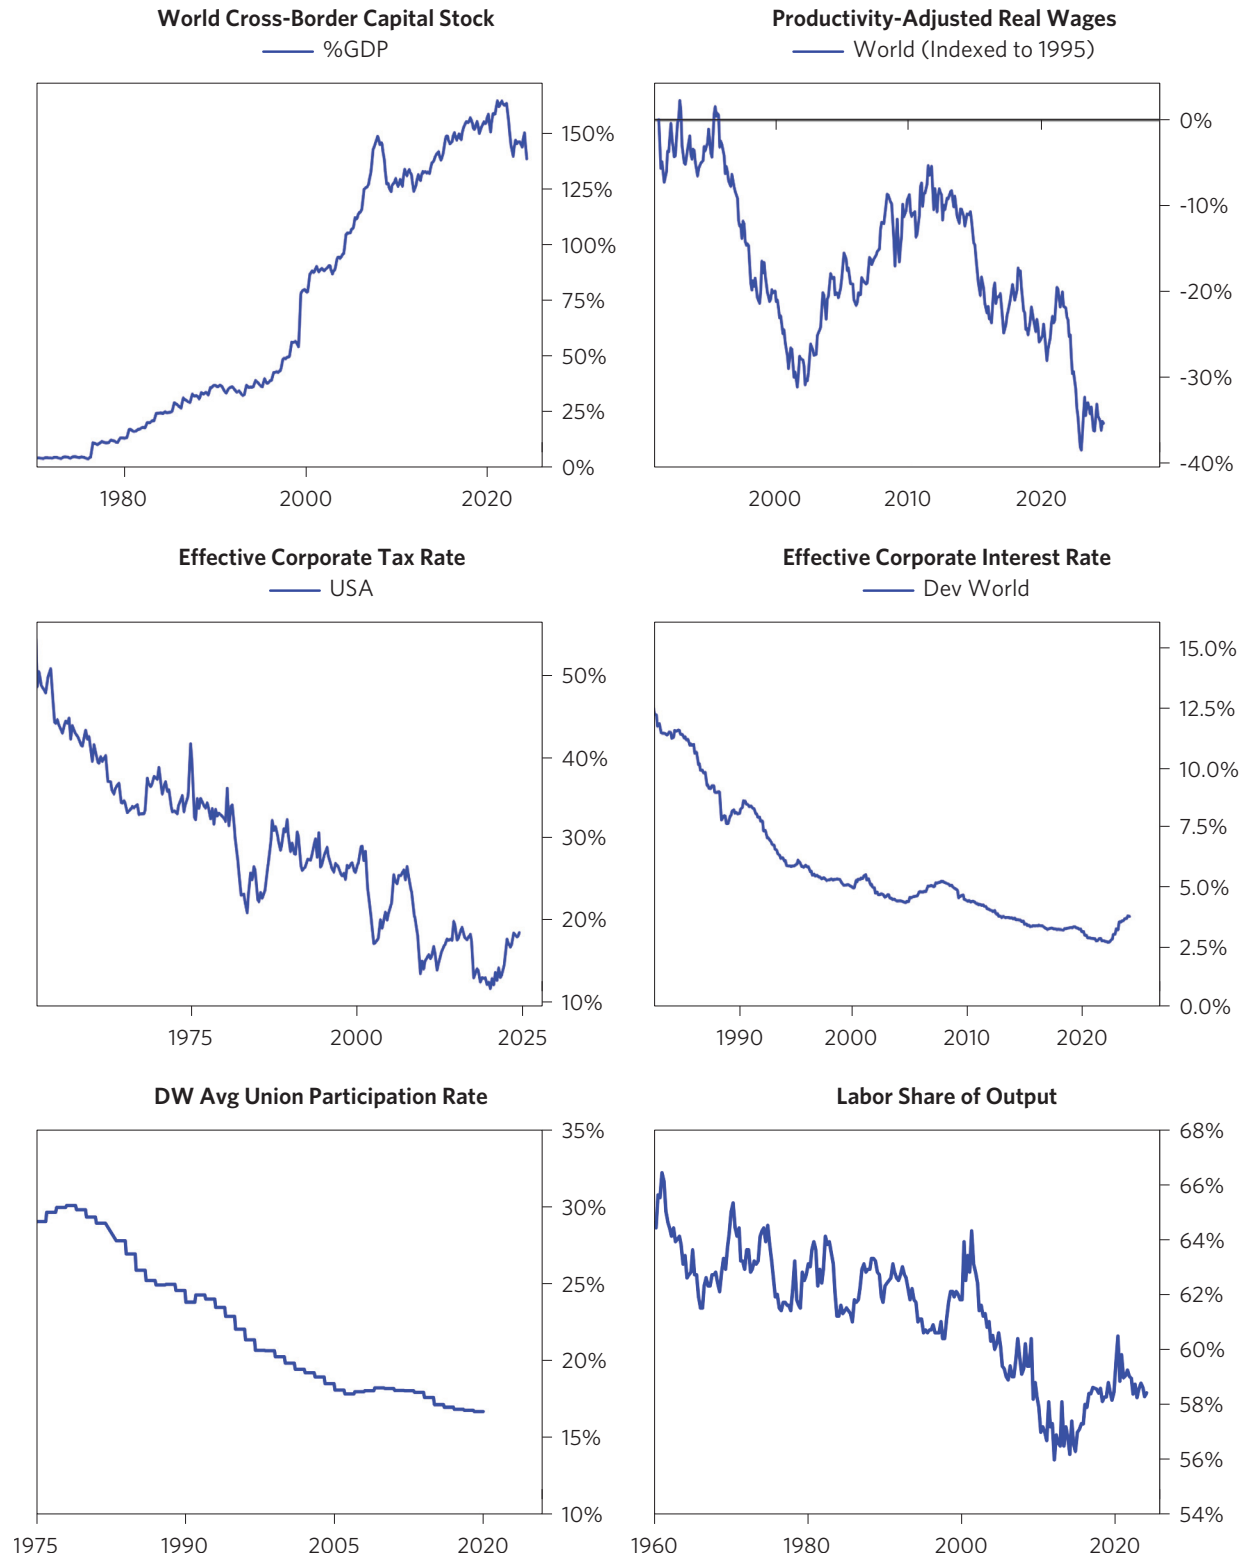 World Cross-Border Capital Stock
%GDP
150%
125%
100%
75%
50%
25%
0%
1980 2000 2020
Productivity-Adjusted Real Wages
World (Indexed to 1995)
0%
-10%
-20%
-30%
-40%
2000 2010 2020
Effective Corporate Tax Rate
USA
50%
40%
30%
20%
10%
1975 2000 2025
Effective Corporate Interest Rate
Dev World
15.0%
12.5%
10.0%
7.5%
5.0%
2.5%
0.0%
1990 2000 2010 2020
DW Avg Union Participation Rate
35%
30%
25%
20%
15%
10%
1975 1990 2005 2020
Labor Share of Output
68%
66%
64%
62%
60%
58%
56%
54%
1960 1980 2000 2020